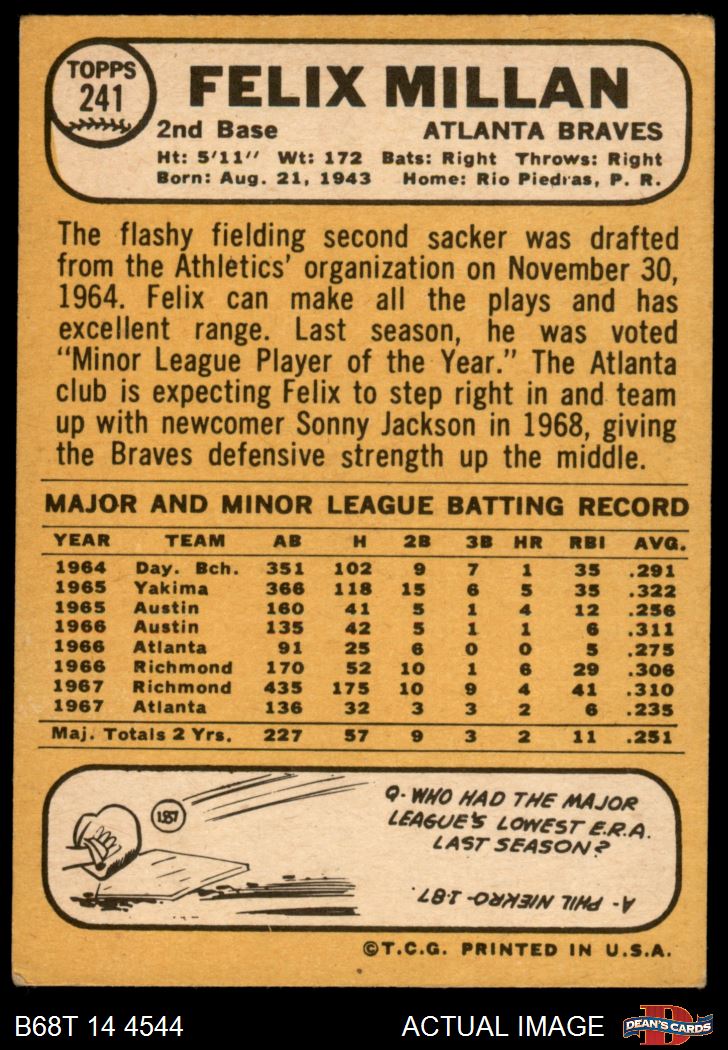 TOPPS
241
FELIX MILLAN
2nd Base ATLANTA BRAVES
Ht: 5'11" Wt: 172 Bats: Right Throws: Right
Born: Aug. 21, 1943 Home: Rio Piedras, P. R.
The flashy fielding second sacker was drafted
from the Athletics' organization on November 30,
1964. Felix can make all the plays and has
excellent range. Last season, he was voted
"Minor League Player of the Year." The Atlanta
club is expecting Felix to step right in and team
up with newcomer Sonny Jackson in 1968, giving
the Braves defensive strength up the middle.
MAJOR AND MINOR LEAGUE BATTING RECORD
YEAR TEAM AB H 2B 3B HR RBI AVG.
1964 Day. Bch. 351 102 9 7 1 35 .291
1965 Yakima 366 118 15 6 5 35 .322
1965 Austin 160 41 5 1 4 12 .256
1966 Austin 135 42 5 1 1 6 .311
1966 Atlanta 91 25 6 0 0 5 .275
1966 Richmond 170 52 10 1 6 29 .306
1967 Richmond 435 175 10 9 4 41 .310
1967 Atlanta 136 32 3 3 2 6 .235
Maj. Totals 2 Yrs. 227 57 9 3 2 11 .251
1.87
Q- WHO HAD THE MAJOR
LEAGUE'S LOWEST E.R.A.
LAST SEASON?
A- PHIL NIEKRO-1.87.
©T.C.G. PRINTED IN U.S.A.
B68T 14 4544 ACTUAL IMAGE
D
DEAN'S CARDS